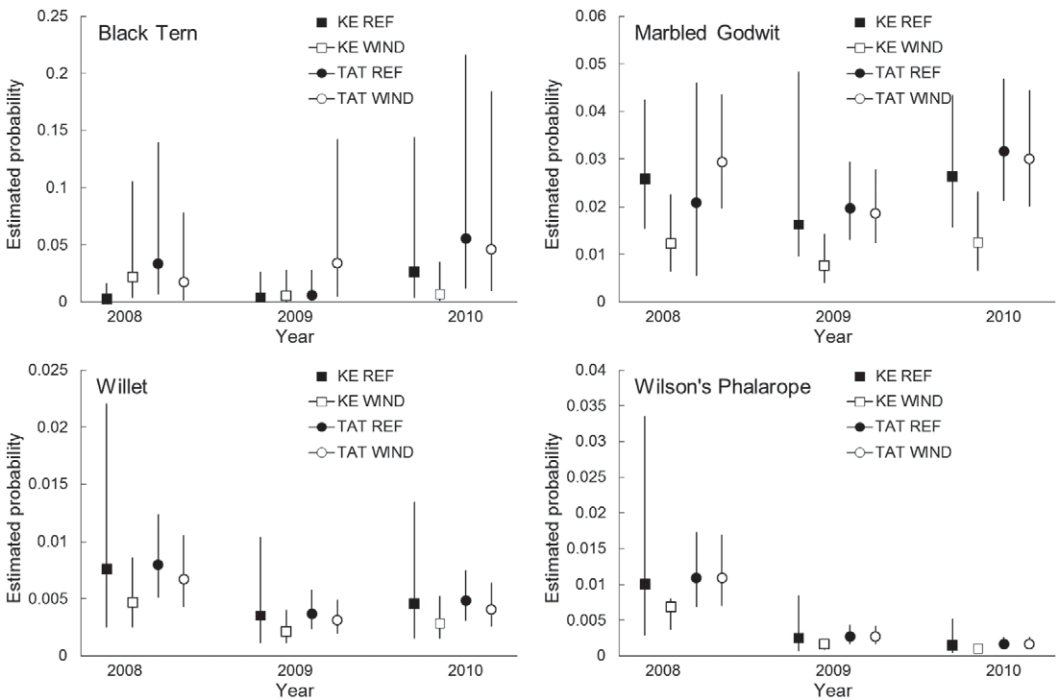 Black Tern
KE REF
KE WIND
TAT REF
TAT WIND
Estimated probability
0.25
0.2
0.15
0.1
0.05
0
2008
2009
2010
Year
Marbled Godwit
KE REF
KE WIND
TAT REF
TAT WIND
Estimated probability
0.06
0.05
0.04
0.03
0.02
0.01
0
2008
2009
2010
Year
Willet
KE REF
KE WIND
TAT REF
TAT WIND
Estimated probability
0.025
0.02
0.015
0.01
0.005
0
2008
2009
2010
Year
Wilson's Phalarope
KE REF
KE WIND
TAT REF
TAT WIND
Estimated probability
0.04
0.035
0.03
0.025
0.02
0.015
0.01
0.005
0
2008
2009
2010
Year